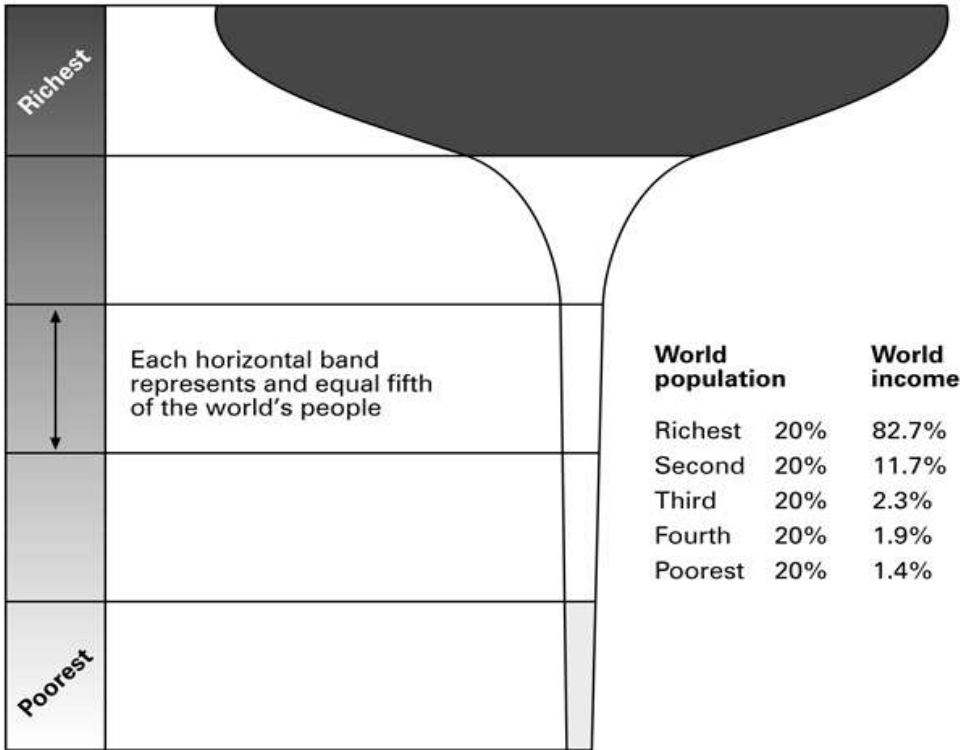 Richest
Each horizontal band
represents and equal fifth
of the world's people
World population World income
Richest 20% 82.7%
Second 20% 11.7%
Third 20% 2.3%
Fourth 20% 1.9%
Poorest 20% 1.4%
Poorest